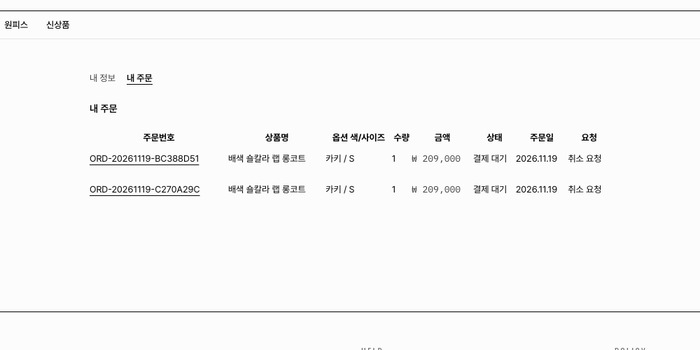 원피스 신상품
내 정보 내 주문
내 주문
주문번호 상품명 옵션 색/사이즈 수량 금액 상태 주문일 요청
ORD-20261119-BC388D51 배색 숄칼라 랩 롱코트 카키 / S 1 ₩ 209,000 결제 대기 2026.11.19 취소 요청
ORD-20261119-C270A29C 배색 숄칼라 랩 롱코트 카키 / S 1 ₩ 209,000 결제 대기 2026.11.19 취소 요청